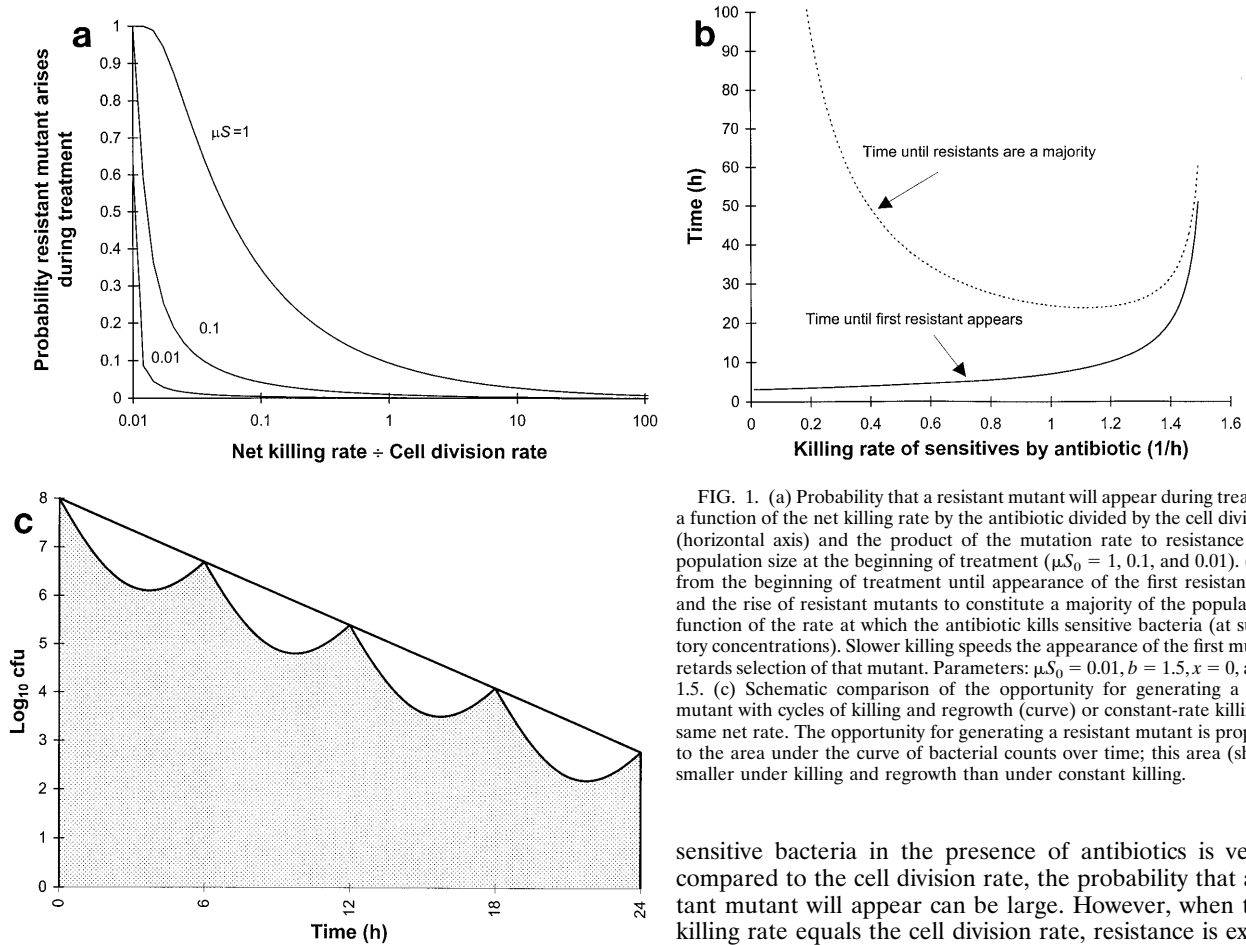 a
Probability resistant mutant arises
during treatment
1
0.9
0.8
0.7
0.6
0.5
0.4
0.3
0.2
0.1
0
μS=1
0.1
0.01
0.01 0.1 1 10 100
Net killing rate ÷ Cell division rate
b
Time (h)
100
90
80
70
60
50
40
30
20
10
0
Time until resistants are a majority
Time until first resistant appears
0 0.2 0.4 0.6 0.8 1 1.2 1.4 1.6
Killing rate of sensitives by antibiotic (1/h)
c
Log10 cfu
8
7
6
5
4
3
2
1
0
0 6 12 18 24
Time (h)
FIG. 1. (a) Probability that a resistant mutant will appear during trea
a function of the net killing rate by the antibiotic divided by the cell divi
(horizontal axis) and the product of the mutation rate to resistance
population size at the beginning of treatment (μS0 = 1, 0.1, and 0.01).
from the beginning of treatment until appearance of the first resistan
and the rise of resistant mutants to constitute a majority of the popula
function of the rate at which the antibiotic kills sensitive bacteria (at su
tory concentrations). Slower killing speeds the appearance of the first mu
retards selection of that mutant. Parameters: μS0 = 0.01, b = 1.5, x = 0, a
1.5. (c) Schematic comparison of the opportunity for generating a
mutant with cycles of killing and regrowth (curve) or constant-rate killin
same net rate. The opportunity for generating a resistant mutant is prop
to the area under the curve of bacterial counts over time; this area (sh
smaller under killing and regrowth than under constant killing.
sensitive bacteria in the presence of antibiotics is ve
compared to the cell division rate, the probability that a
tant mutant will appear can be large. However, when t
killing rate equals the cell division rate, resistance is ex